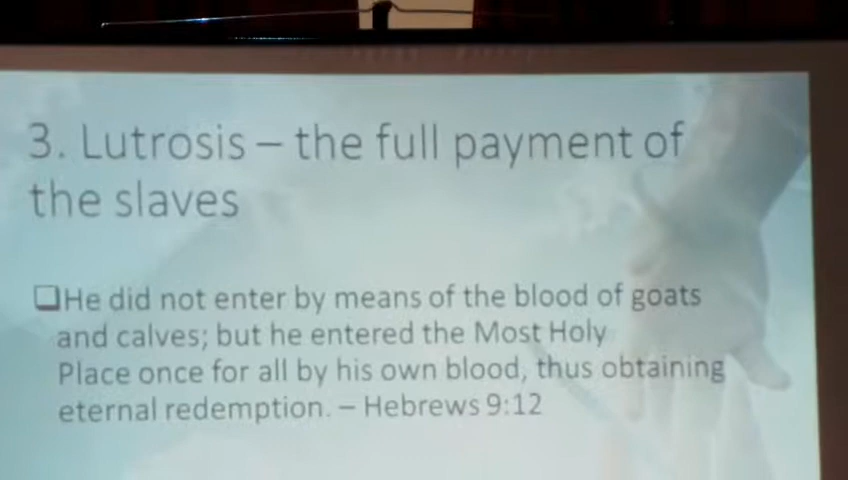 3. Lutrosis – the full payment of
the slaves
❑He did not enter by means of the blood of goats
and calves; but he entered the Most Holy
Place once for all by his own blood, thus obtaining
eternal redemption. – Hebrews 9:12